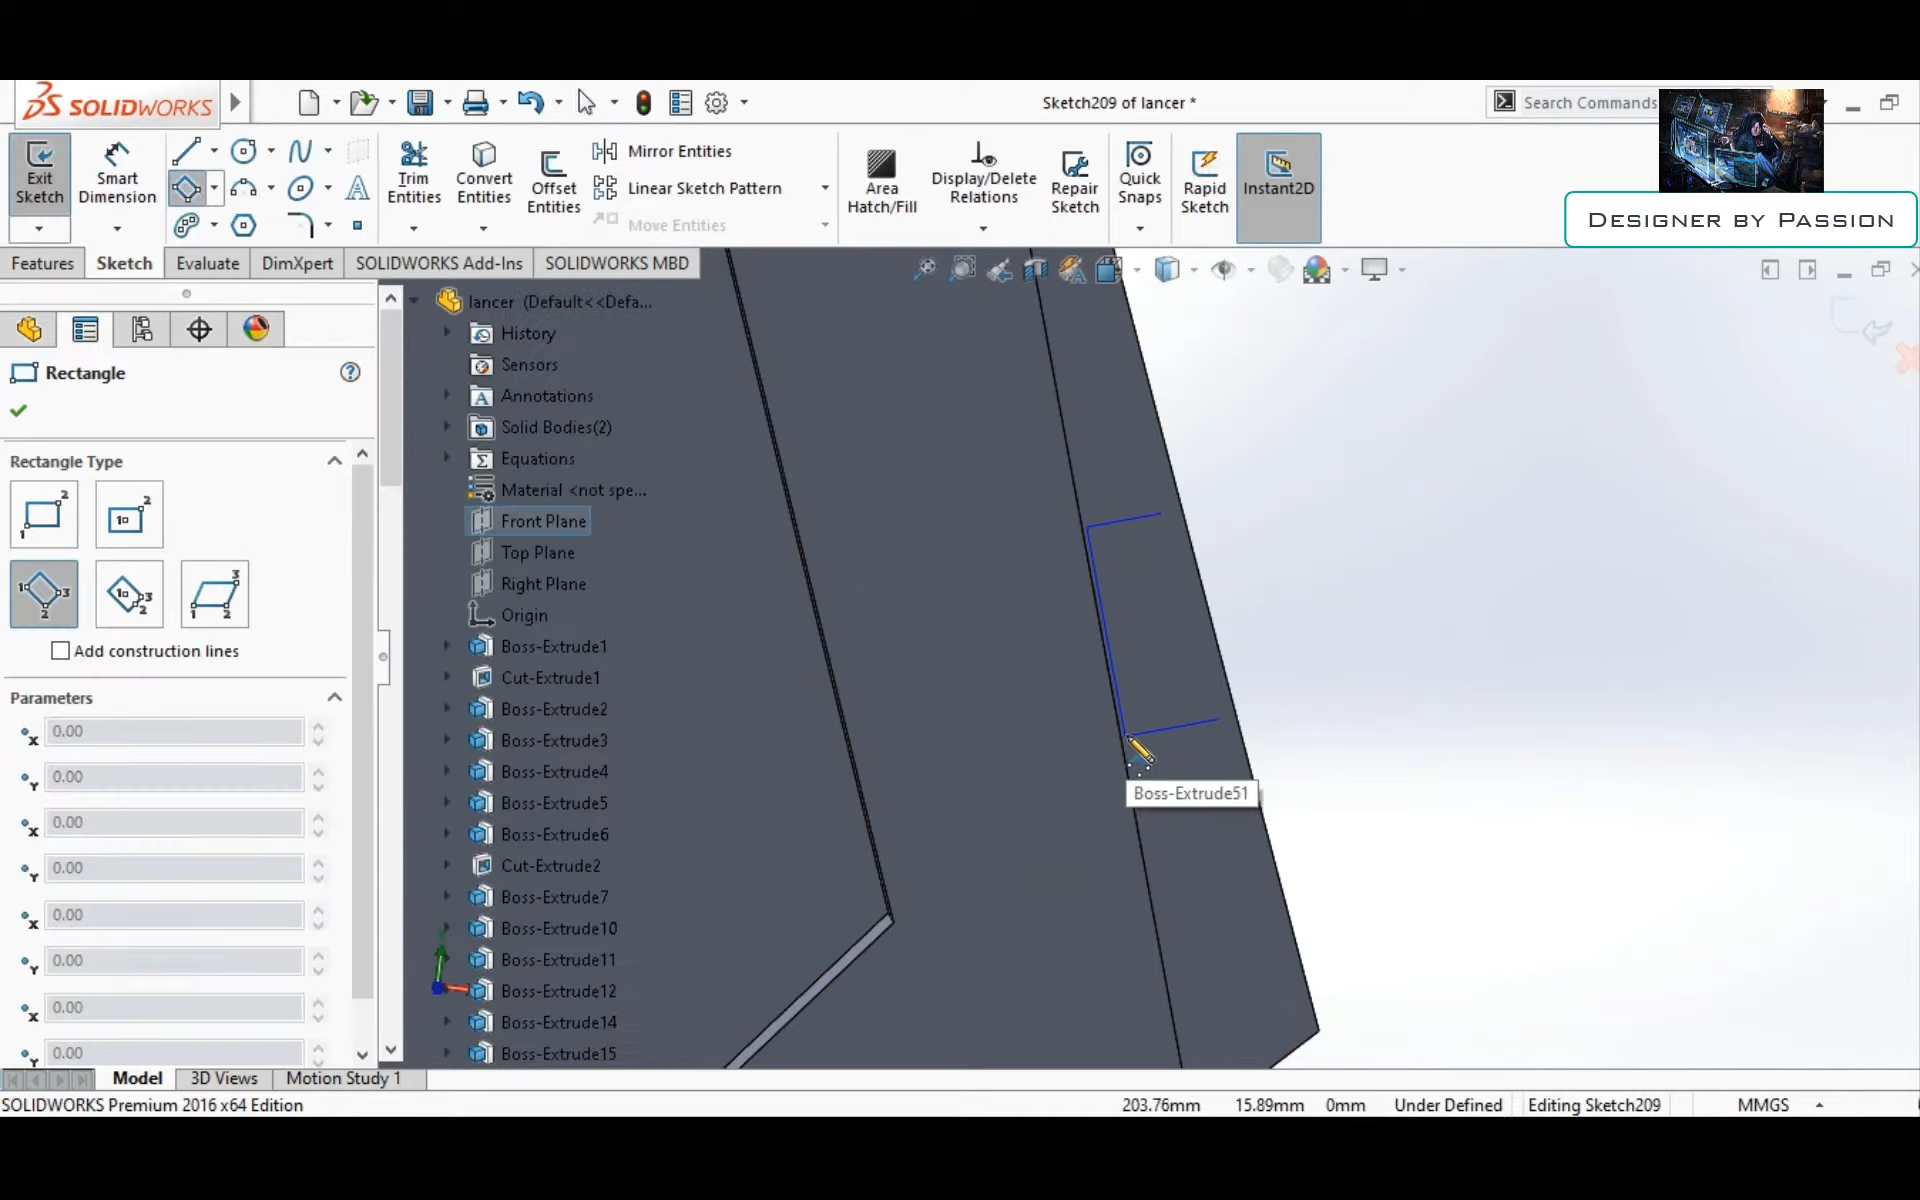 SOLIDWORKS
Sketch209 of lancer *
Search Commands
Exit Sketch
Smart Dimension
Trim Entities
Convert Entities
Offset Entities
Mirror Entities
Linear Sketch Pattern
Move Entities
Area Hatch/Fill
Display/Delete Relations
Repair Sketch
Quick Snaps
Rapid Sketch
Instant2D
Designer by Passion
Features
Sketch
Evaluate
DimXpert
SOLIDWORKS Add-Ins
SOLIDWORKS MBD
Rectangle
Rectangle Type
Add construction lines
Parameters
0.00
0.00
0.00
0.00
0.00
0.00
0.00
0.00
lancer (Default<<Defa...
History
Sensors
Annotations
Solid Bodies(2)
Equations
Material <not spe...
Front Plane
Top Plane
Right Plane
Origin
Boss-Extrude1
Cut-Extrude1
Boss-Extrude2
Boss-Extrude3
Boss-Extrude4
Boss-Extrude5
Boss-Extrude6
Cut-Extrude2
Boss-Extrude7
Boss-Extrude10
Boss-Extrude11
Boss-Extrude12
Boss-Extrude14
Boss-Extrude15
Boss-Extrude51
Model
3D Views
Motion Study 1
SOLIDWORKS Premium 2016 x64 Edition
203.76mm
15.89mm
0mm
Under Defined
Editing Sketch209
MMGS